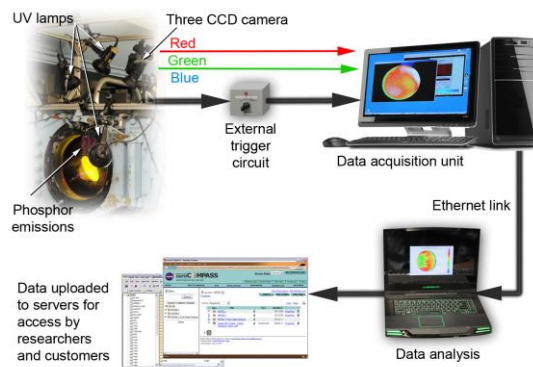 UV lamps
Three CCD camera
Red
Green
Blue
External
trigger
circuit
Data acquisition unit
Phosphor
emissions
Ethernet link
Data uploaded
to servers for
access by
researchers
and customers
COMPASS
Data analysis